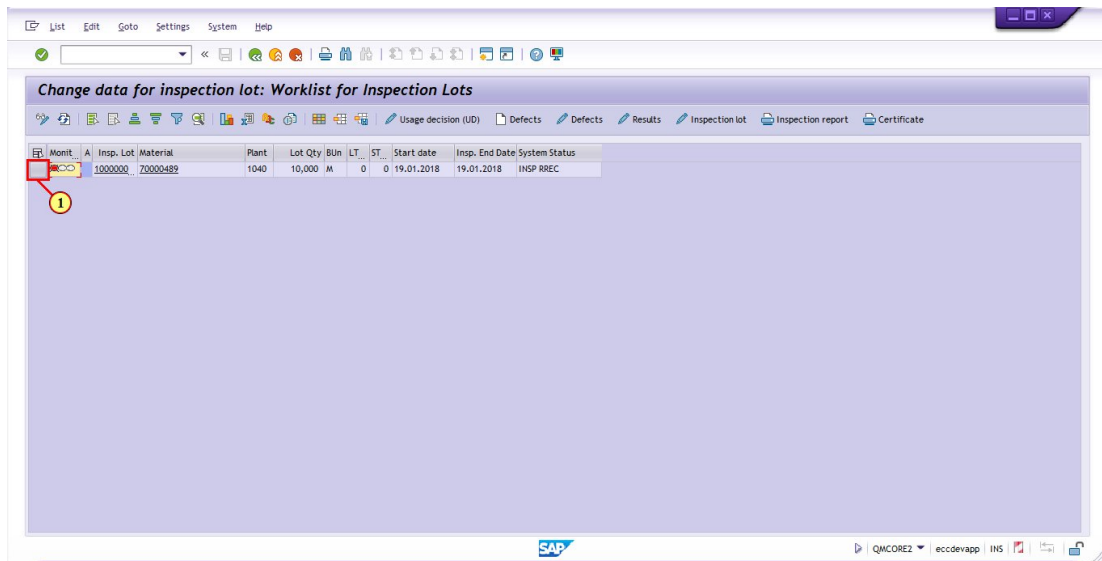 List Edit Goto Settings System Help
Change data for inspection lot: Worklist for Inspection Lots
Usage decision (UD) Defects Defects Results Inspection lot Inspection report Certificate
Monit.. A Insp. Lot Material Plant Lot Qty BUn LT.. ST.. Start date Insp. End Date System Status
1000000.. 70000489 1040 10,000 M 0 0 19.01.2018 19.01.2018 INSP RREC
1
SAP QMCORE2 eccdevapp INS